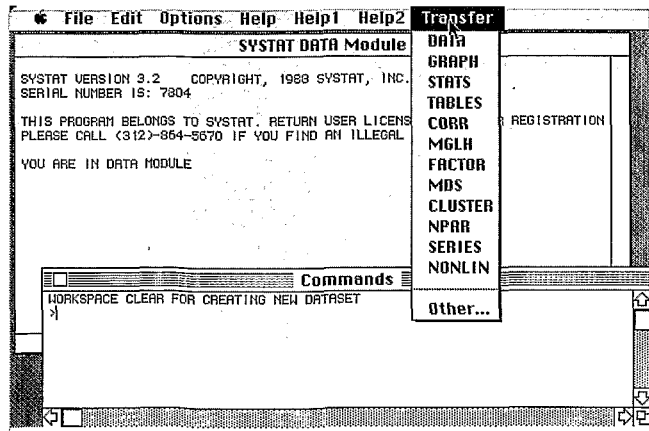 File Edit Options Help Help1 Help2 Transfer
SYSTAT DATA Module
SYSTAT VERSION 3.2 COPYRIGHT, 1988 SYSTAT, INC.
SERIAL NUMBER IS: 7804
THIS PROGRAM BELONGS TO SYSTAT. RETURN USER LICENS R REGISTRATION
PLEASE CALL (312)-864-5670 IF YOU FIND AN ILLEGAL
YOU ARE IN DATA MODULE
DATA
GRAPH
STATS
TABLES
CORR
MGLH
FACTOR
MDS
CLUSTER
NPAR
SERIES
NONLIN
Other...
Commands
WORKSPACE CLEAR FOR CREATING NEW DATASET
>